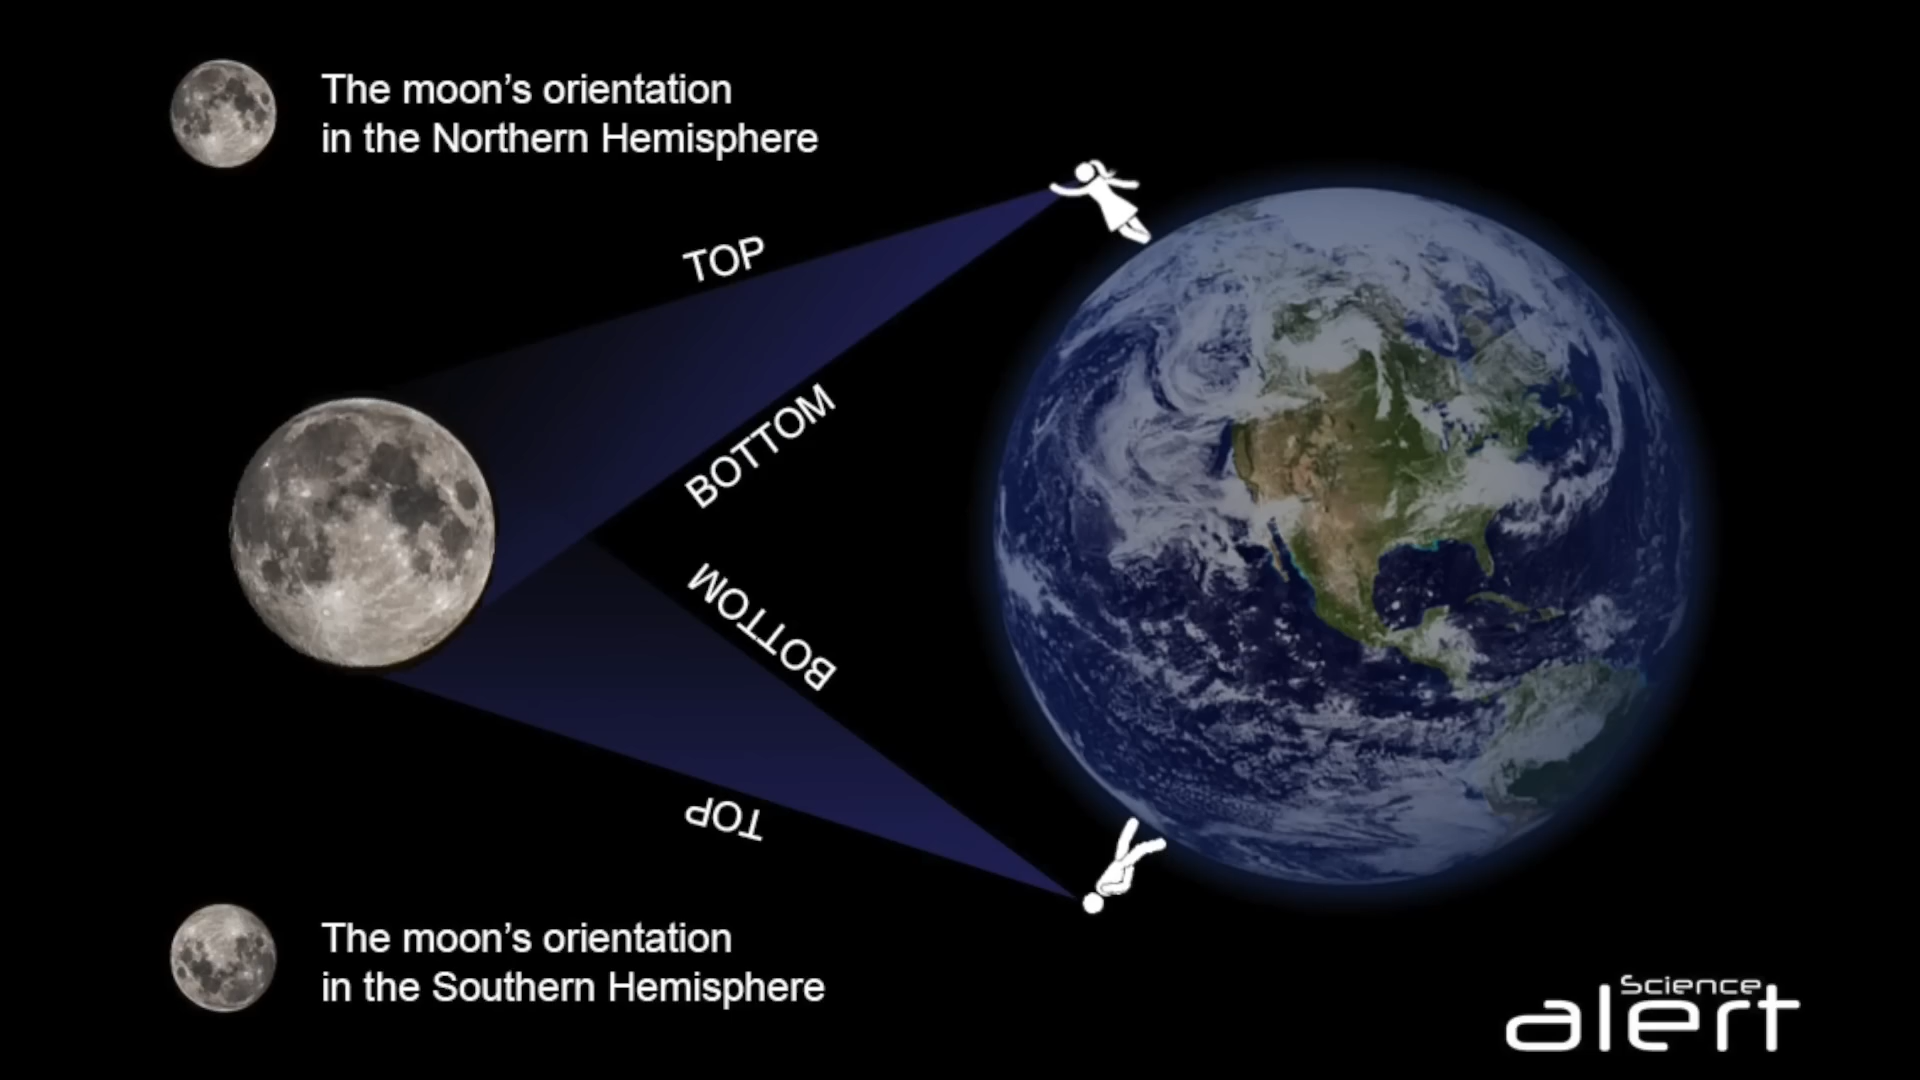 The moon's orientation
in the Northern Hemisphere
TOP
BOTTOM
BOTTOM
TOP
The moon's orientation
in the Southern Hemisphere
Science
alert